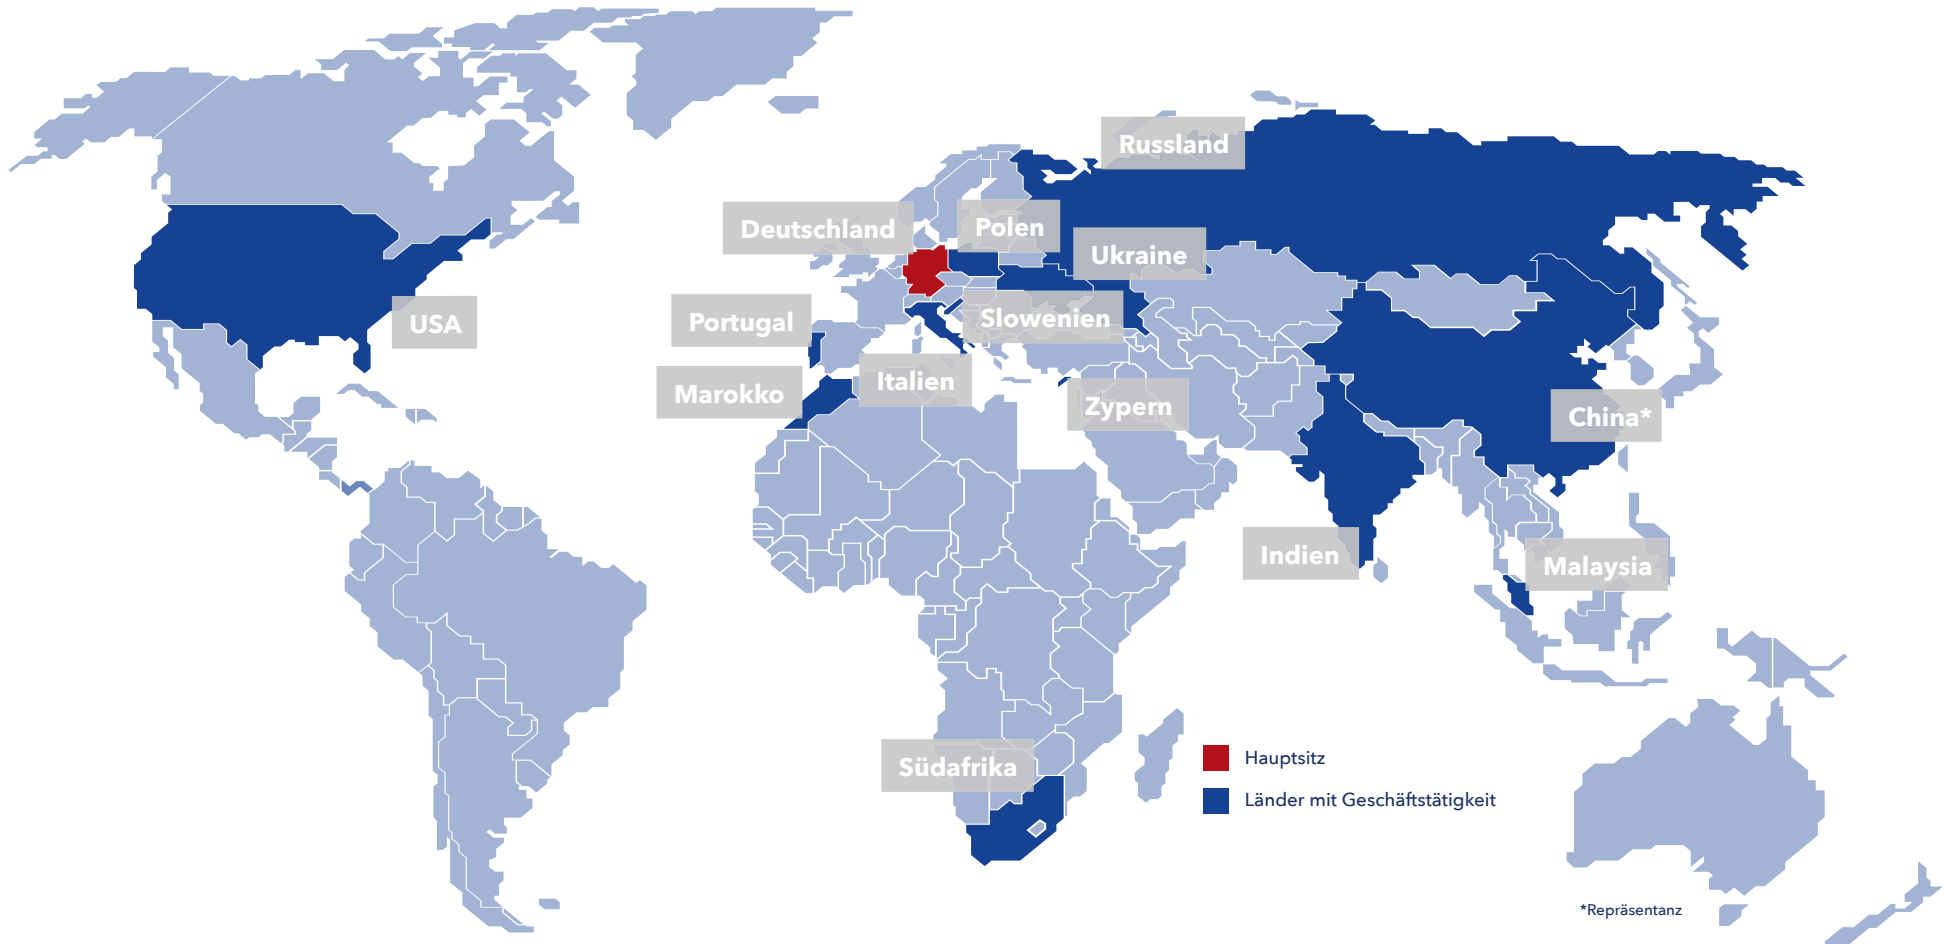 Russland
Deutschland
Polen
Ukraine
USA
Portugal
Slowenien
Marokko
Italien
Zypern
China*
Indien
Malaysia
Südafrika
Hauptsitz
Länder mit Geschäftstätigkeit
*Repräsentanz